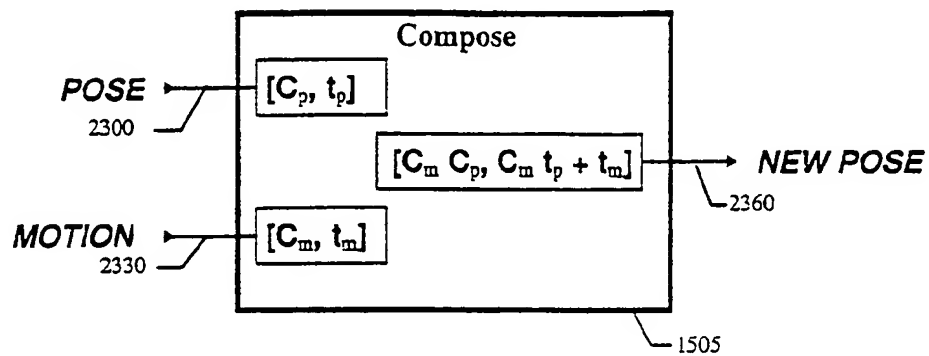 Compose
POSE
[Cₚ, tₚ]
2300
[Cₘ Cₚ, Cₘ tₚ + tₘ]
NEW POSE
2360
MOTION
[Cₘ, tₘ]
2330
1505